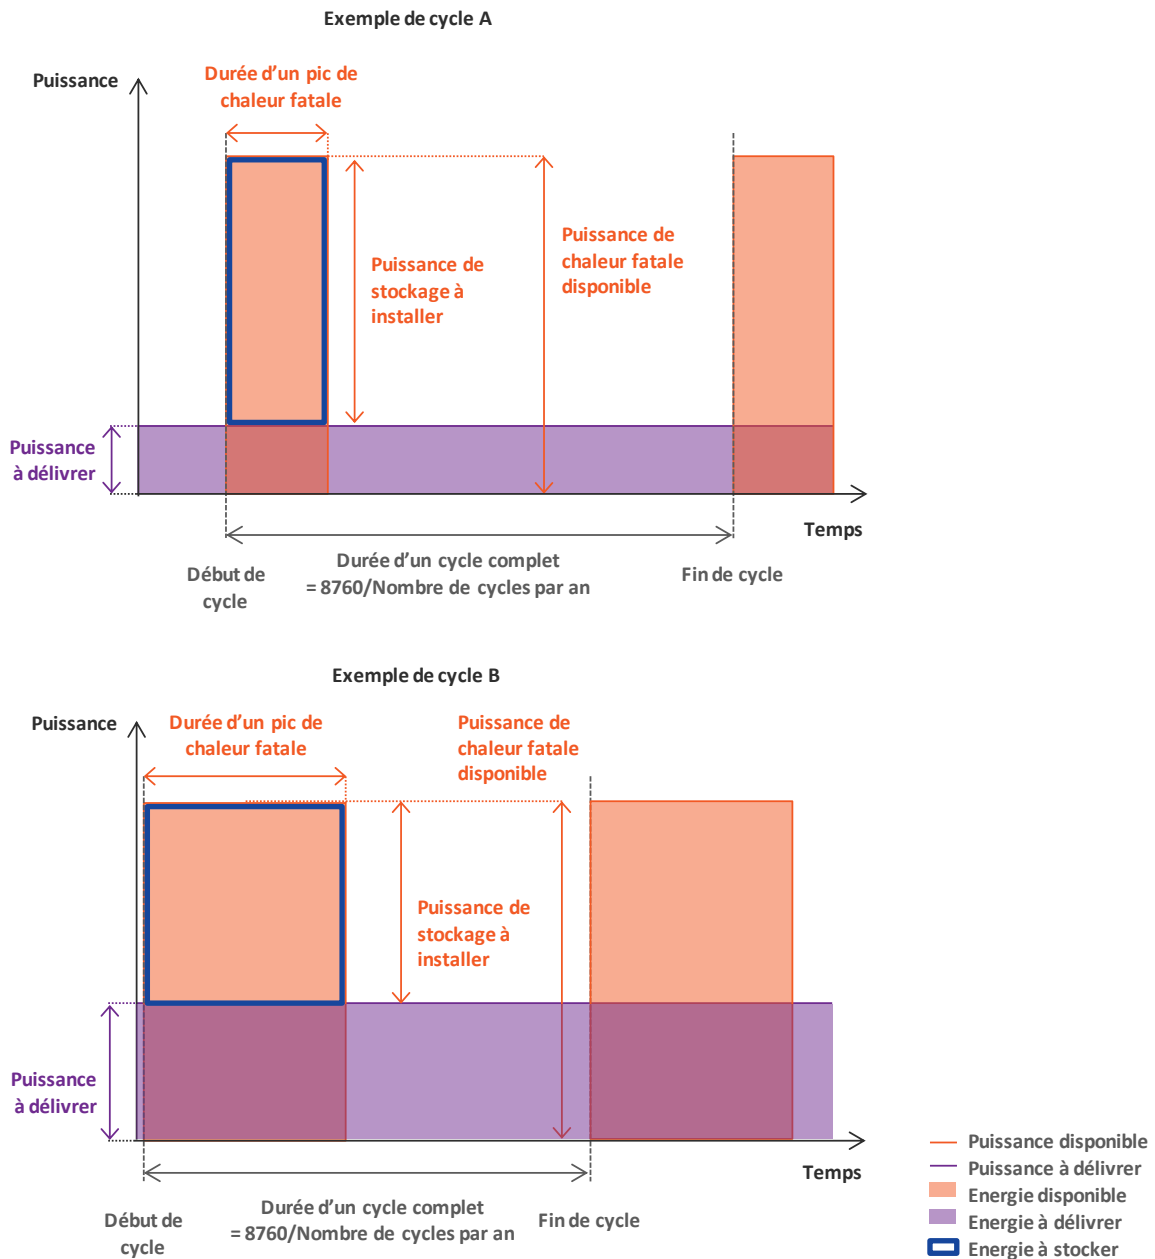 Exemple de cycle A
Puissance
Durée d’un pic de
chaleur fatale
Puissance de
chaleur fatale
disponible
Puissance de
stockage à
installer
Puissance
à délivrer
Temps
Durée d’un cycle complet
= 8760/Nombre de cycles par an
Début de
cycle
Fin de cycle
Exemple de cycle B
Puissance
Durée d’un pic de
chaleur fatale
Puissance de
chaleur fatale
disponible
Puissance de
stockage à
installer
Puissance
à délivrer
Temps
Durée d’un cycle complet
= 8760/Nombre de cycles par an
Début de
cycle
Fin de cycle
Puissance disponible
Puissance à délivrer
Energie disponible
Energie à délivrer
Energie à stocker